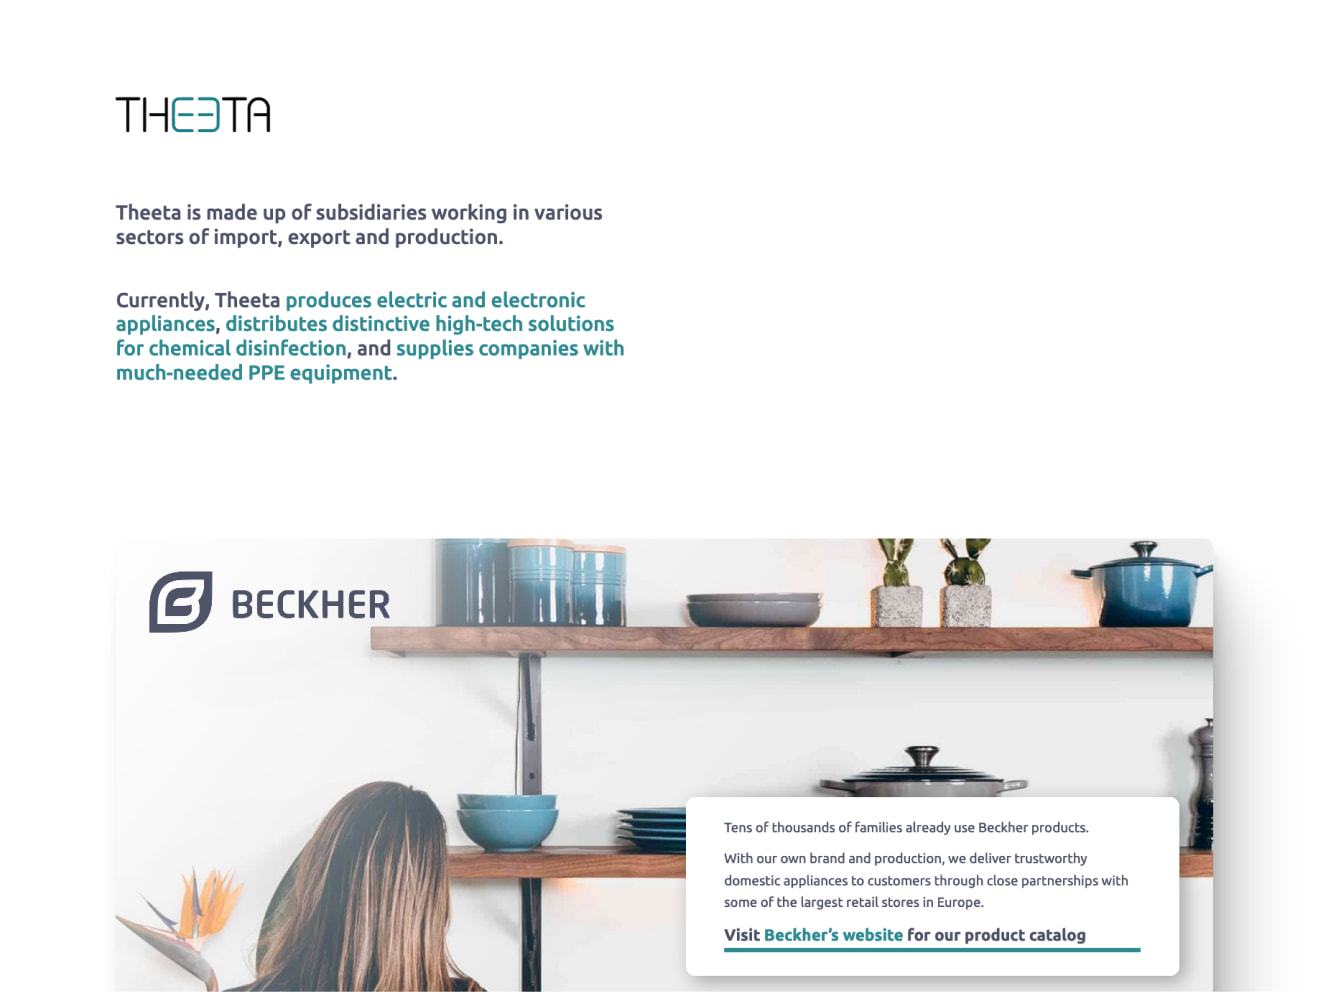 THEETA
Theeta is made up of subsidiaries working in various
sectors of import, export and production.
Currently, Theeta produces electric and electronic
appliances, distributes distinctive high-tech solutions
for chemical disinfection, and supplies companies with
much-needed PPE equipment.
BECKHER
Tens of thousands of families already use Beckher products.
With our own brand and production, we deliver trustworthy
domestic appliances to customers through close partnerships with
some of the largest retail stores in Europe.
Visit Beckher’s website for our product catalog